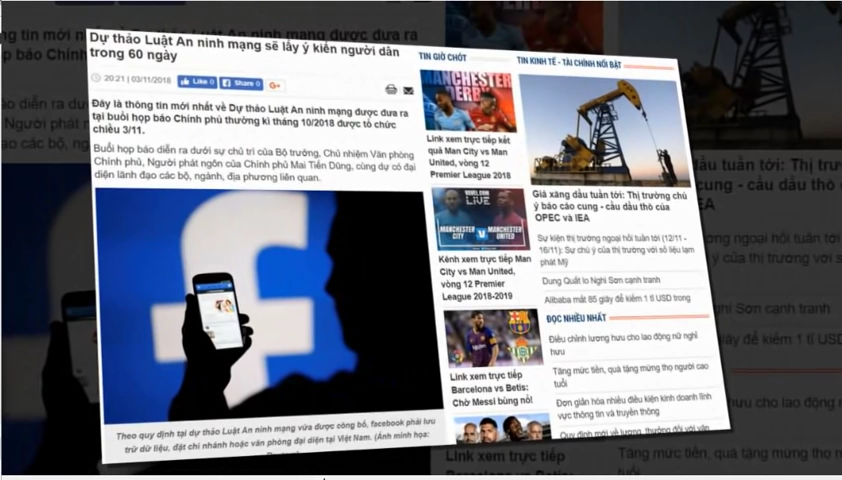 Dự thảo Luật An ninh mạng sẽ lấy ý kiến người dân
trong 60 ngày
20:21 | 03/11/2018
Like 0
Share 0
G+
Đây là thông tin mới nhất về Dự thảo Luật An ninh mạng được đưa ra
tại buổi họp báo Chính phủ thường kì tháng 10/2018 được tổ chức
chiều 3/11.
Buổi họp báo diễn ra dưới sự chủ trì của Bộ trưởng, Chủ nhiệm Văn phòng
Chính phủ, Người phát ngôn của Chính phủ Mai Tiến Dũng, cùng dự có đại
diện lãnh đạo các bộ, ngành, địa phương liên quan.
Theo quy định tại dự thảo Luật An ninh mạng vừa được công bố, facebook phải lưu
trữ dữ liệu, đặt chi nhánh hoặc văn phòng đại diện tại Việt Nam. (Ảnh minh họa:
TIN GIỜ CHÓT
MANCHESTER
DERBY
Link xem trực tiếp kết
quả Man City vs Man
United, vòng 12
Premier League 2018
LIVE
MANCHESTER
CITY
V
MANCHESTER
UNITED
Kênh xem trực tiếp Man
City vs Man United,
vòng 12 Premier
League 2018-2019
Link xem trực tiếp
Barcelona vs Betis:
Chờ Messi bùng nổ!
TIN KINH TẾ - TÀI CHÍNH NỔI BẬT
Giá xăng dầu tuần tới: Thị trường chú
ý báo cáo cung - cầu dầu thô của
OPEC và IEA
Sự kiện thị trường ngoại hối tuần tới (12/11 -
16/11): Sự chú ý của thị trường với số liệu lạm
phát Mỹ
Dung Quất lo Nghi Sơn cạnh tranh
Alibaba mất 85 giây để kiếm 1 tỉ USD trong
ĐỌC NHIỀU NHẤT
Điều chỉnh lương hưu cho lao động nữ nghỉ
hưu
Tăng mức tiền, quà tặng mừng thọ người cao
tuổi
Đơn giản hóa nhiều điều kiện kinh doanh lĩnh
vực thông tin và truyền thông
Quy định mới về lương, thưởng đối với viên